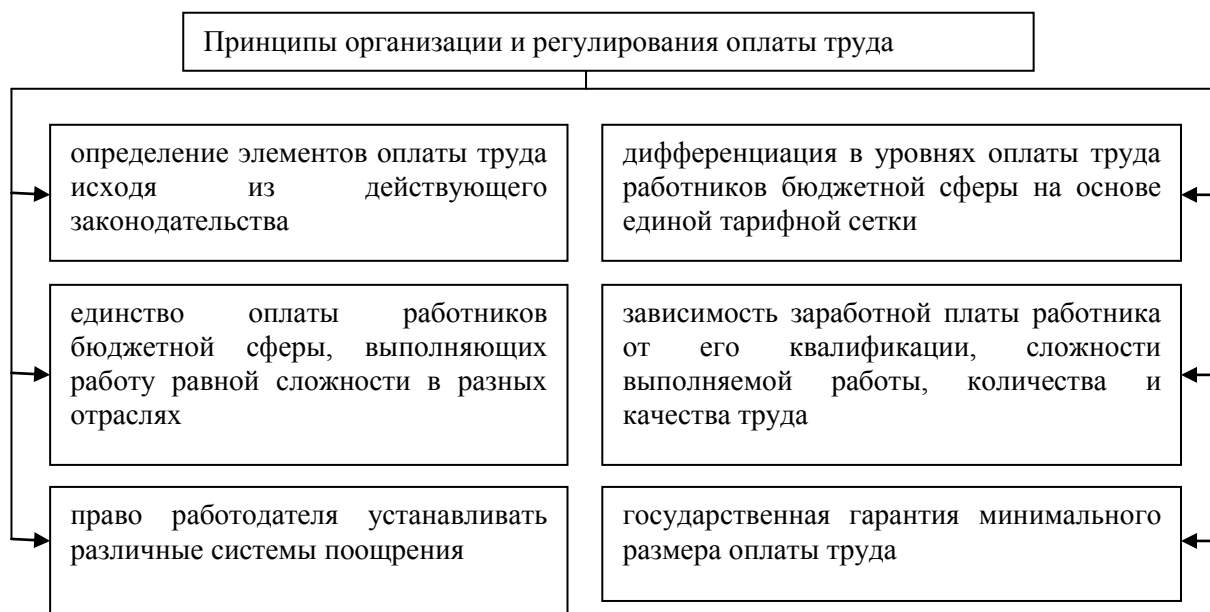 Принципы организации и регулирования оплаты труда
определение элементов оплаты труда
исходя из действующего
законодательства
дифференциация в уровнях оплаты труда
работников бюджетной сферы на основе
единой тарифной сетки
единство оплаты работников
бюджетной сферы, выполняющих
работу равной сложности в разных
отраслях
зависимость заработной платы работника
от его квалификации, сложности
выполняемой работы, количества и
качества труда
право работодателя устанавливать
различные системы поощрения
государственная гарантия минимального
размера оплаты труда